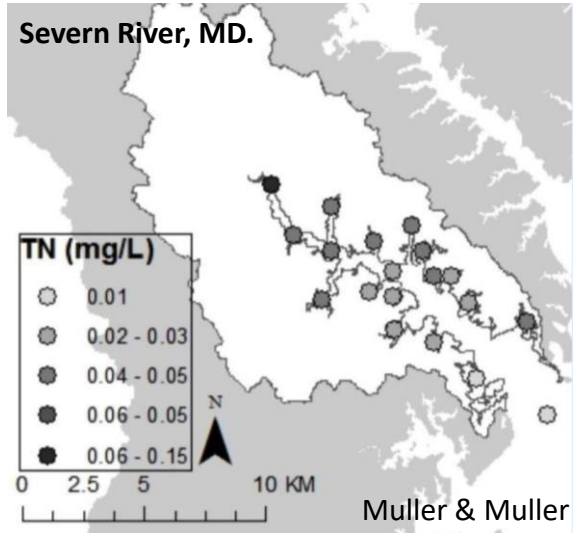 Severn River, MD.
TN (mg/L)
0.01
0.02 - 0.03
0.04 - 0.05
0.06 - 0.05
0.06 - 0.15
N
0 2.5 5 10 KM
Muller & Muller